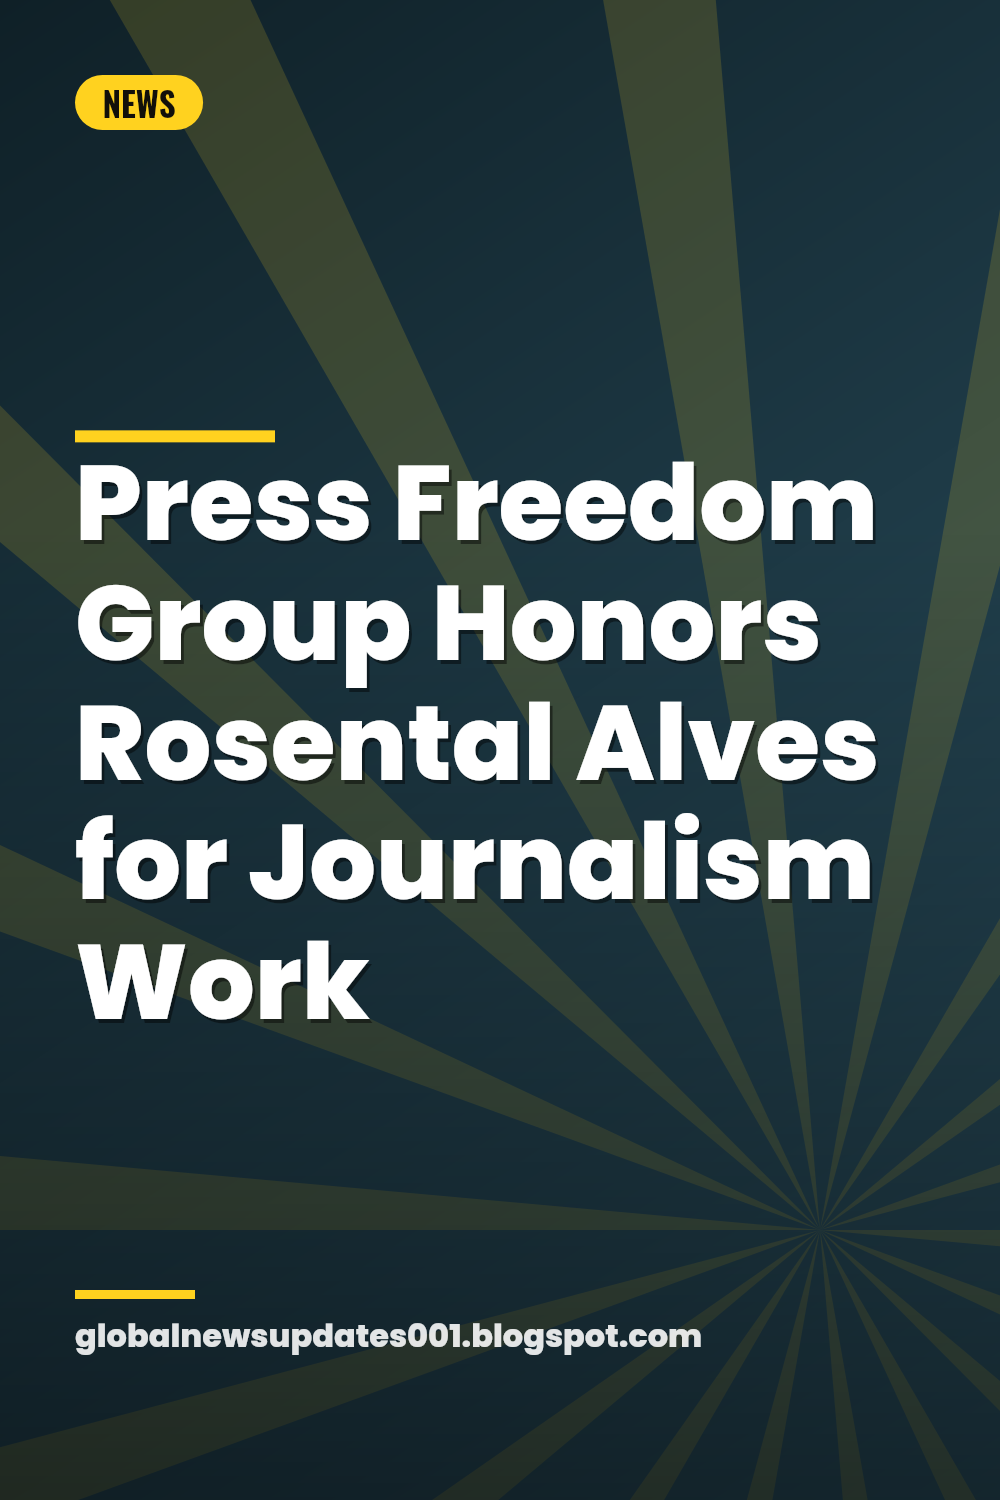 NEWS
Press Freedom
Group Honors
Rosental Alves
for Journalism
Work
globalnewsupdates001.blogspot.com